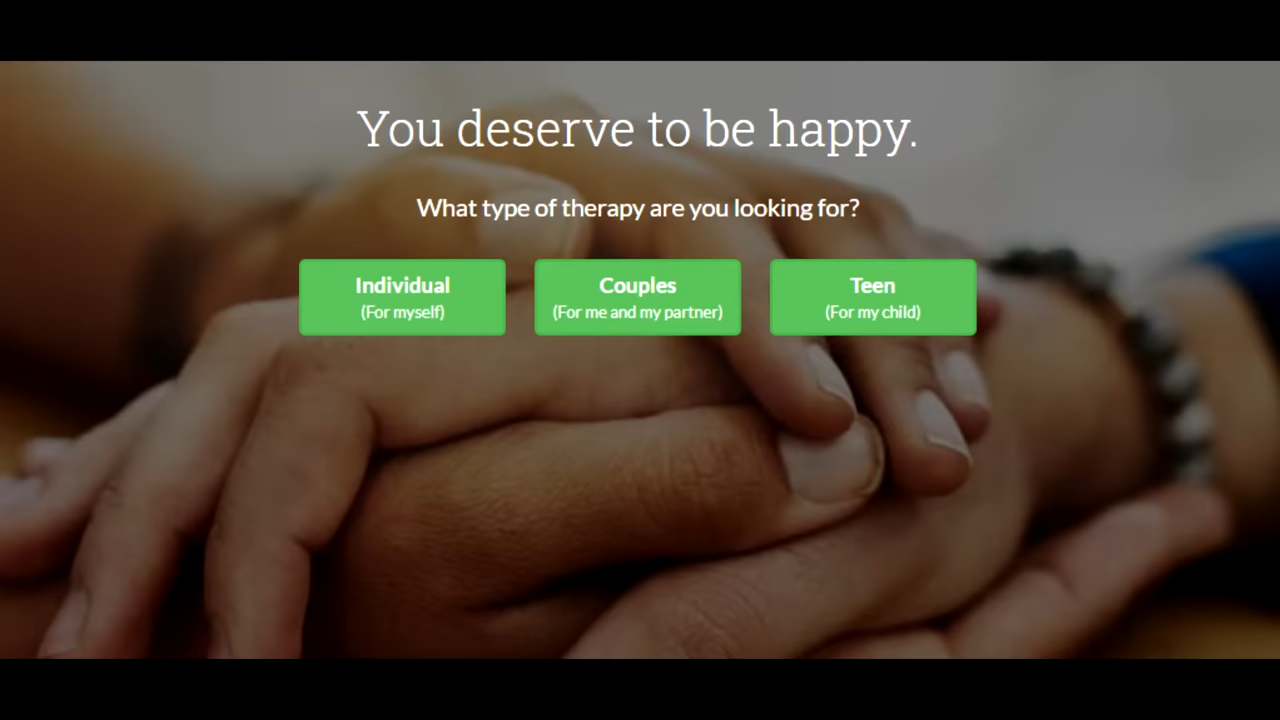 You deserve to be happy.
What type of therapy are you looking for?
Individual
(For myself)
Couples
(For me and my partner)
Teen
(For my child)